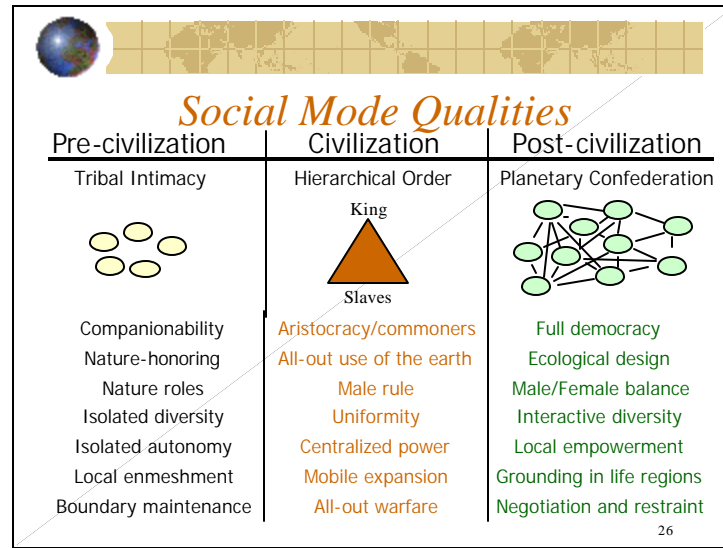 Social Mode Qualities
Pre-civilization
Civilization
Post-civilization
Tribal Intimacy
Hierarchical Order
Planetary Confederation
King
Slaves
Companionability
Aristocracy/commoners
Full democracy
Nature-honoring
All-out use of the earth
Ecological design
Nature roles
Male rule
Male/Female balance
Isolated diversity
Uniformity
Interactive diversity
Isolated autonomy
Centralized power
Local empowerment
Local enmeshment
Mobile expansion
Grounding in life regions
Boundary maintenance
All-out warfare
Negotiation and restraint
26